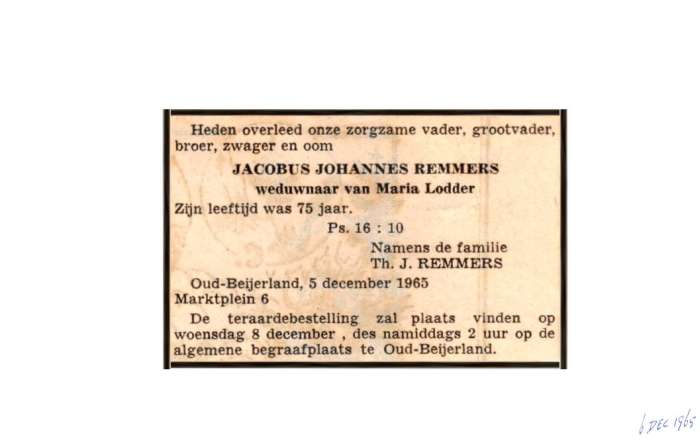 Heden overleed onze zorgzame vader, grootvader,
broer, zwager en oom
JACOBUS JOHANNES REMMERS
weduwnaar van Maria Lodder
Zijn leeftijd was 75 jaar.
Ps. 16 : 10
Namens de familie
Th. J. REMMERS
Oud-Beijerland, 5 december 1965
Marktplein 6
De teraardebestelling zal plaats vinden op
woensdag 8 december , des namiddags 2 uur op de
algemene begraafplaats te Oud-Beijerland.
6 DEC 1965